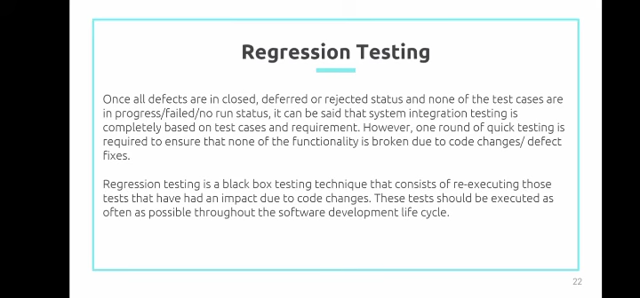 Regression Testing
Once all defects are in closed, deferred or rejected status and none of the test cases are
in progress/failed/no run status, it can be said that system integration testing is
completely based on test cases and requirement. However, one round of quick testing is
required to ensure that none of the functionality is broken due to code changes/ defect
fixes.
Regression testing is a black box testing technique that consists of re-executing those
tests that have had an impact due to code changes. These tests should be executed as
often as possible throughout the software development life cycle.
22